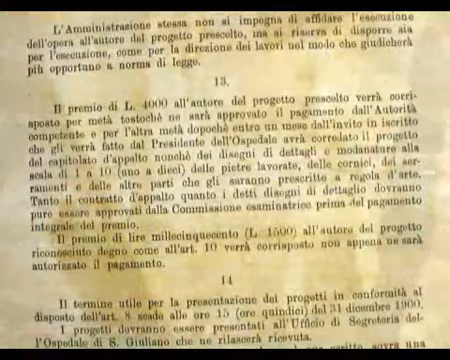 L'Amministrazione stessa non si impegna di affidare l'esecuzione
dell'opera all'autore del progetto prescelto, ma si riserva di disporre sia
per l'esecuzione, come per la direzione dei lavori nel modo che giudicherà
più opportuno a norma di legge.
13.
Il premio di L. 4000 all'autore del progetto prescelto verrà corri-
sposto per metà tostochè ne sarà approvato il pagamento dall'Autorità
competente e per l'altra metà dopochè entro un mese dall'invito in iscritto
che gli verrà fatto dal Presidente dell'Ospedale avrà corredato il progetto
del capitolato d'appalto nonchè dei disegni di dettagli o modanature alla
scala di 1 a 10 (uno a dieci) delle pietre lavorate, delle cornici, dei ser-
ramenti e delle altre parti che gli saranno prescritte a regola d'arte.
Tanto il contratto d'appalto quanto i detti disegni di dettaglio dovranno
pure essere approvati dalla Commissione esaminatrice prima del pagamento
integrale del premio.
Il premio di lire millecinquecento (L. 1500) all'autore del progetto
riconosciuto degno come all'art. 10 verrà corrisposto non appena ne sarà
autorizzato il pagamento.
14
Il termine utile per la presentazione dei progetti in conformità al
disposto dell'art. 8 scade alle ore 15 (ore quindici) del 31 dicembre 1900.
I progetti dovranno essere presentati all'Ufficio di Segreteria del-
l'Ospedale di S. Giuliano che ne rilascerà ricevuta.